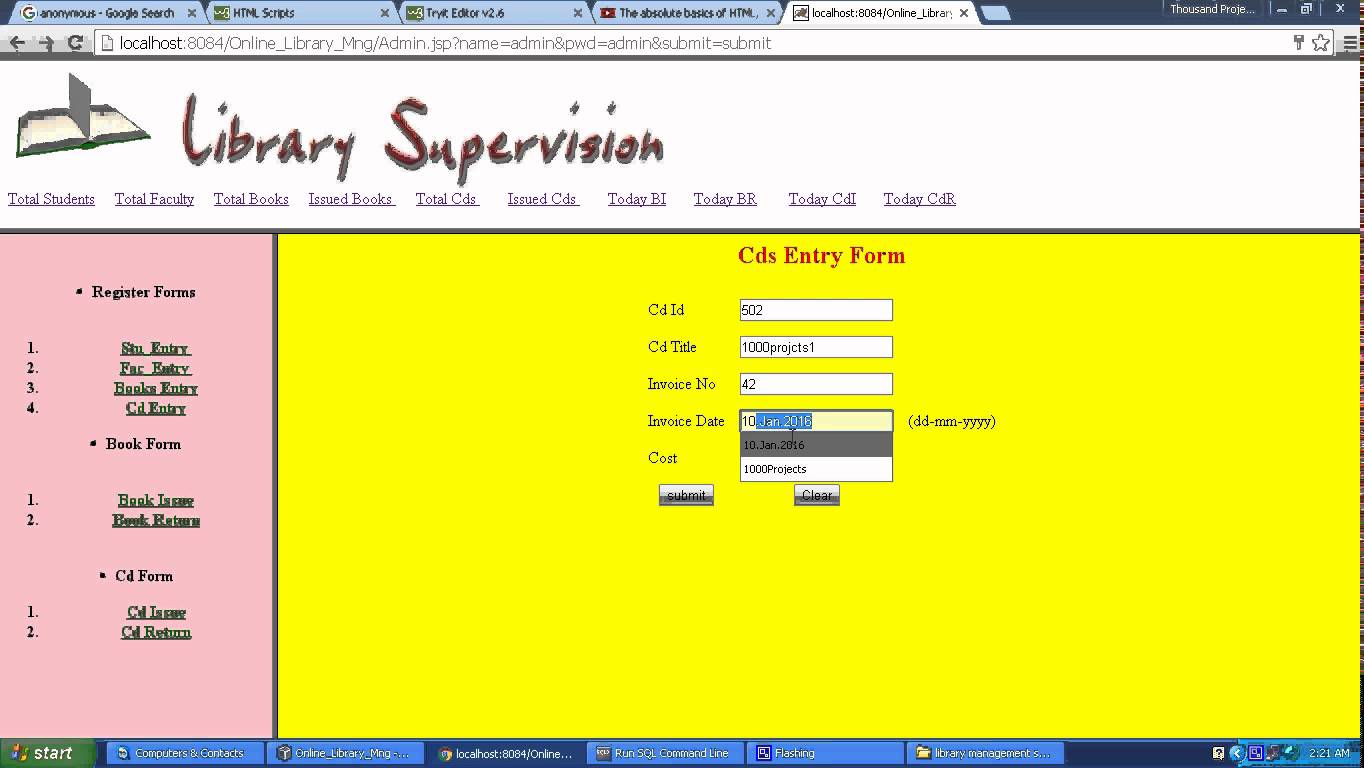 anonymous - Google Search HTML Scripts Tryit Editor v2.6 The absolute basics of HTML, localhost:8084/Online_Library Thousand Proje...
localhost:8084/Online_Library_Mng/Admin.jsp?name=admin&pwd=admin&submit=submit
Library Supervision
Total Students Total Faculty Total Books Issued Books Total Cds Issued Cds Today BI Today BR Today CdI Today CdR
Cds Entry Form
Register Forms
Cd Id 502
Cd Title 1000projcts1
Invoice No 42
Invoice Date 10.Jan.2016 (dd-mm-yyyy)
10.Jan.2016
Cost
1000Projects
submit Clear
1. Stu_Entry
2. Fac_Entry
3. Books Entry
4. Cd Entry
Book Form
1. Book Issue
2. Book Return
Cd Form
1. Cd Issue
2. Cd Return
start Computers & Contacts Online_Library_Mng -... localhost:8084/Online... Run SQL Command Line Flashing library management s... 2:21 AM